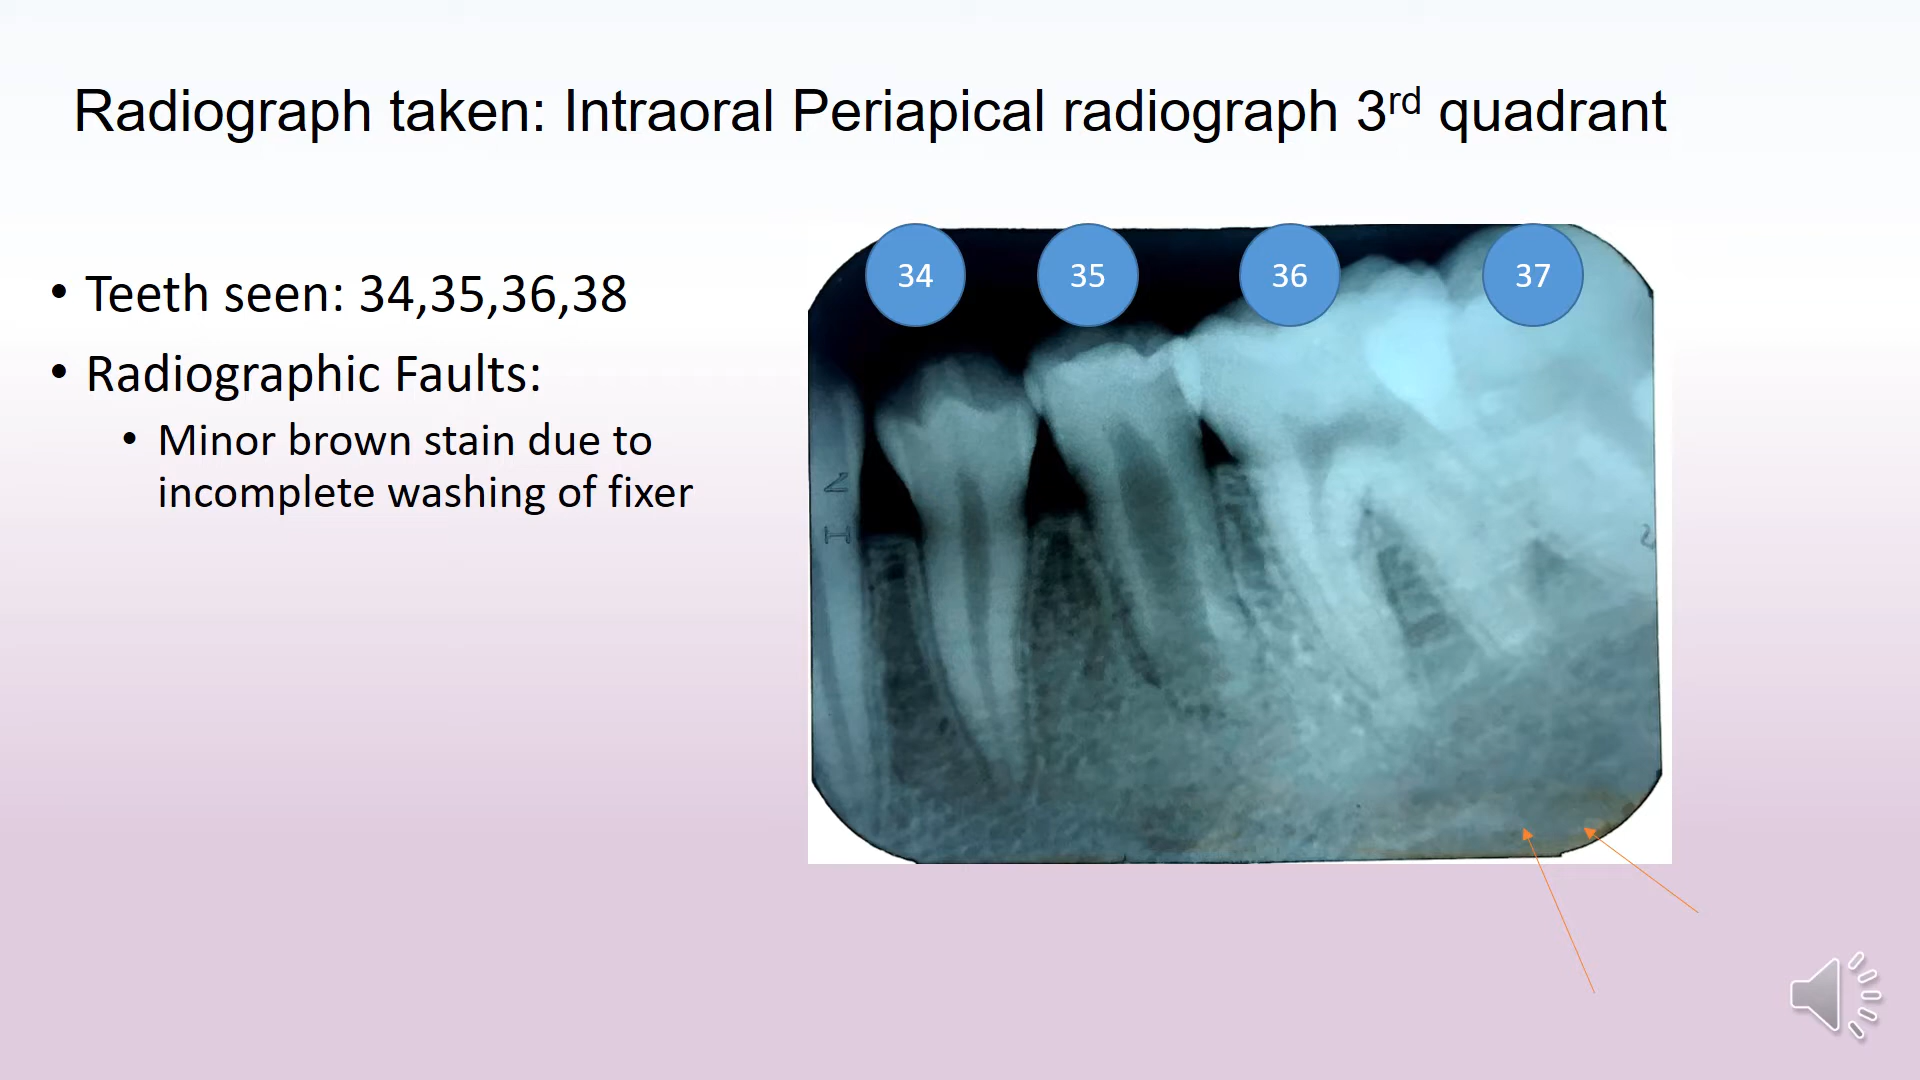 Radiograph taken: Intraoral Periapical radiograph 3rd quadrant
• Teeth seen: 34,35,36,38
• Radiographic Faults:
• Minor brown stain due to
incomplete washing of fixer
34 35 36 37